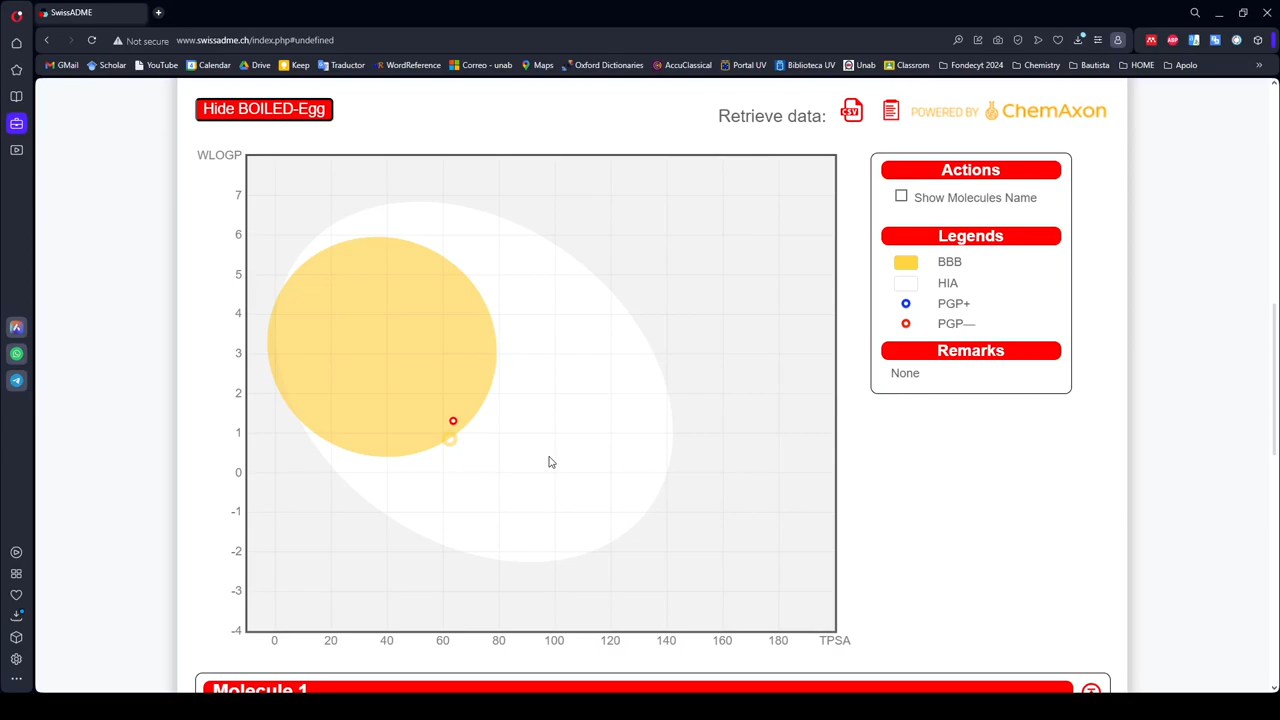 SwissADME
Not secure www.swissadme.ch/index.php#undefined
GMail Scholar YouTube Calendar Drive Keep Traductor WordReference Correo - unab Maps Oxford Dictionaries AccuClassical Portal UV Biblioteca UV Unab Classrom Fondecyt 2024 Chemistry Bautista HOME Apolo »
Hide BOILED-Egg
Retrieve data: CSV POWERED BY ChemAxon
WLOGP
7
6
5
4
3
2
1
0
-1
-2
-3
-4
0 20 40 60 80 100 120 140 160 180 TPSA
Actions
Show Molecules Name
Legends
BBB
HIA
PGP+
PGP—
Remarks
None
Molecule 1